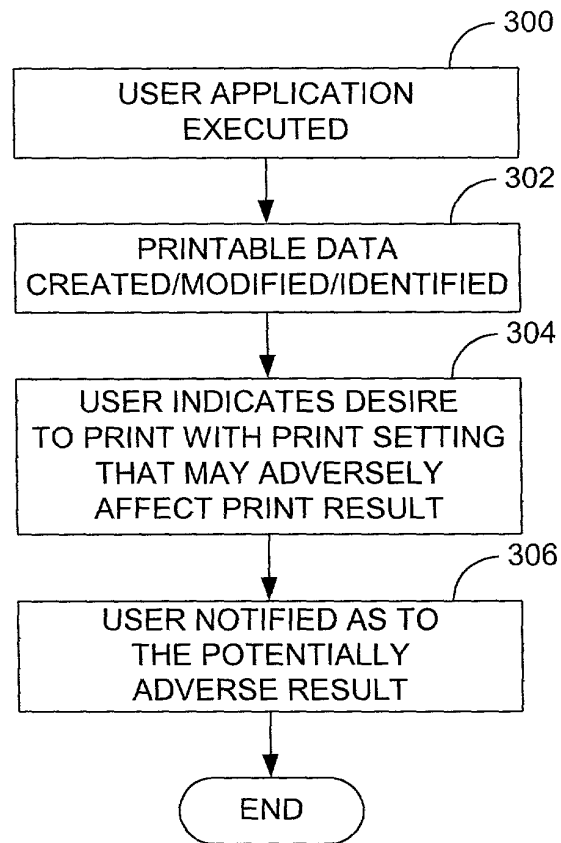 300
USER APPLICATION
EXECUTED
302
PRINTABLE DATA
CREATED/MODIFIED/IDENTIFIED
304
USER INDICATES DESIRE
TO PRINT WITH PRINT SETTING
THAT MAY ADVERSELY
AFFECT PRINT RESULT
306
USER NOTIFIED AS TO
THE POTENTIALLY
ADVERSE RESULT
END